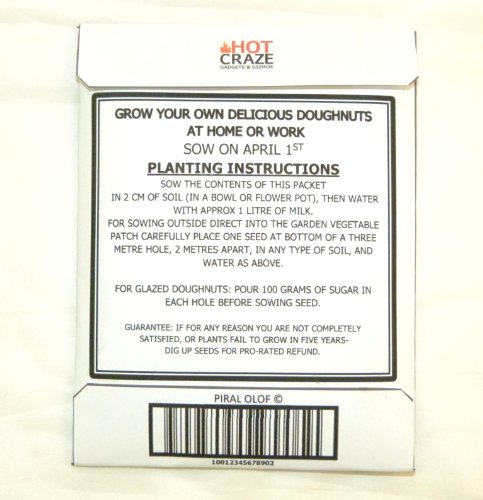 HOT
CRAZE
GADGETS & GIZMOS
GROW YOUR OWN DELICIOUS DOUGHNUTS
AT HOME OR WORK
SOW ON APRIL 1ST
PLANTING INSTRUCTIONS
SOW THE CONTENTS OF THIS PACKET
IN 2 CM OF SOIL (IN A BOWL OR FLOWER POT), THEN WATER
WITH APPROX 1 LITRE OF MILK.
FOR SOWING OUTSIDE DIRECT INTO THE GARDEN VEGETABLE
PATCH CAREFULLY PLACE ONE SEED AT BOTTOM OF A THREE
METRE HOLE, 2 METRES APART, IN ANY TYPE OF SOIL, AND
WATER AS ABOVE.
FOR GLAZED DOUGHNUTS: POUR 100 GRAMS OF SUGAR IN
EACH HOLE BEFORE SOWING SEED.
GUARANTEE: IF FOR ANY REASON YOU ARE NOT COMPLETELY
SATISFIED, OR PLANTS FAIL TO GROW IN FIVE YEARS-
DIG UP SEEDS FOR PRO-RATED REFUND.
PIRAL OLOF ©
10012345678902